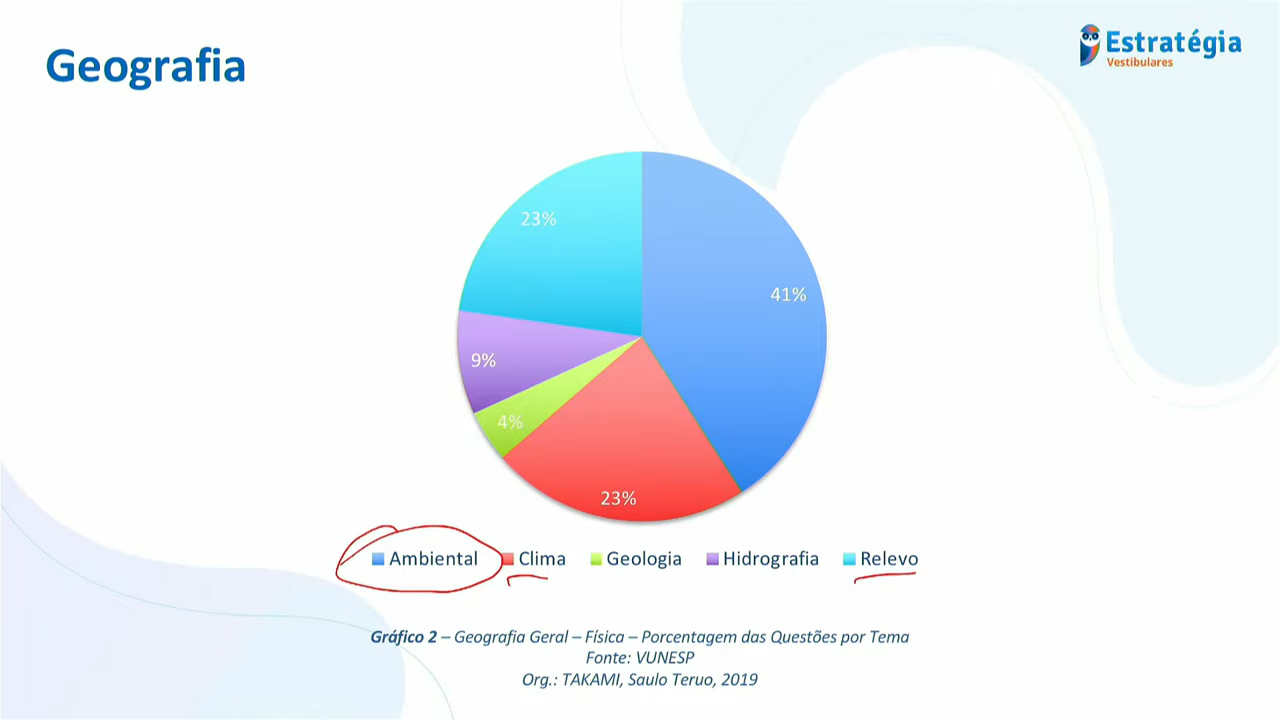 Geografia
Estratégia
Vestibulares
23%
41%
9%
4%
23%
Ambiental Clima Geologia Hidrografia Relevo
Gráfico 2 – Geografia Geral – Física – Porcentagem das Questões por Tema
Fonte: VUNESP
Org.: TAKAMI, Saulo Teruo, 2019